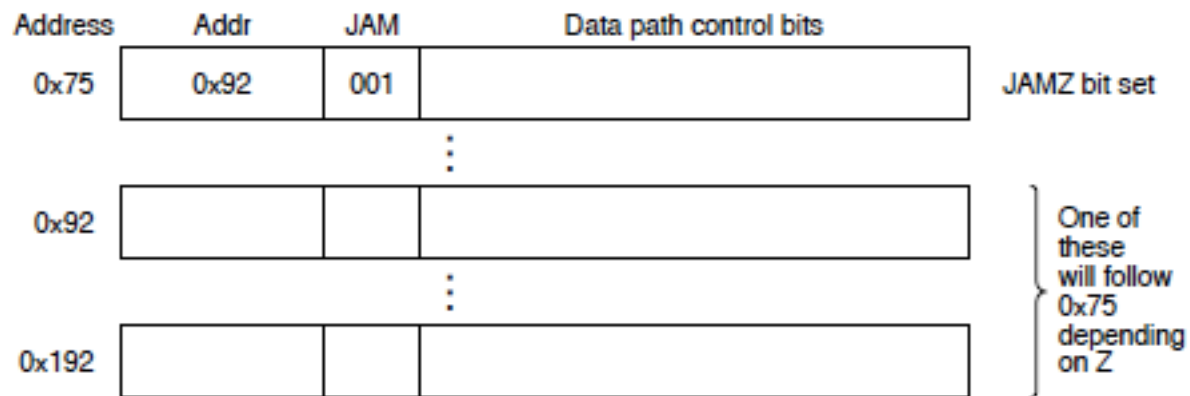 Address Addr JAM Data path control bits
0x75 0x92 001 JAMZ bit set
0x92
One of
these
will follow
0x75
depending
on Z
0x192